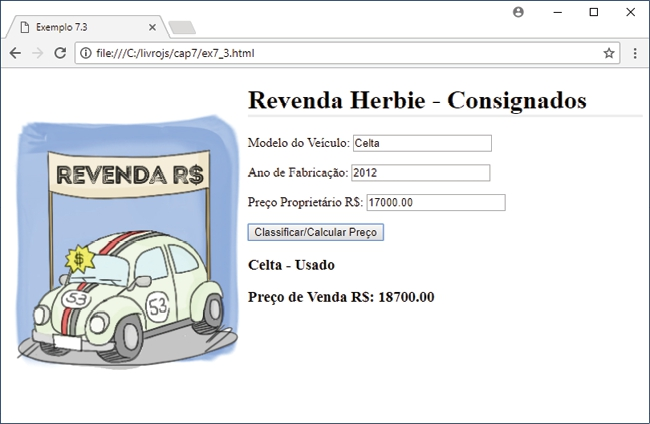 Exemplo 7.3
file:///C:/livrojs/cap7/ex7_3.html
Revenda Herbie - Consignados
REVENDA R$
$
53
53
Modelo do Veículo: Celta
Ano de Fabricação: 2012
Preço Proprietário R$: 17000.00
Classificar/Calcular Preço
Celta - Usado
Preço de Venda R$: 18700.00